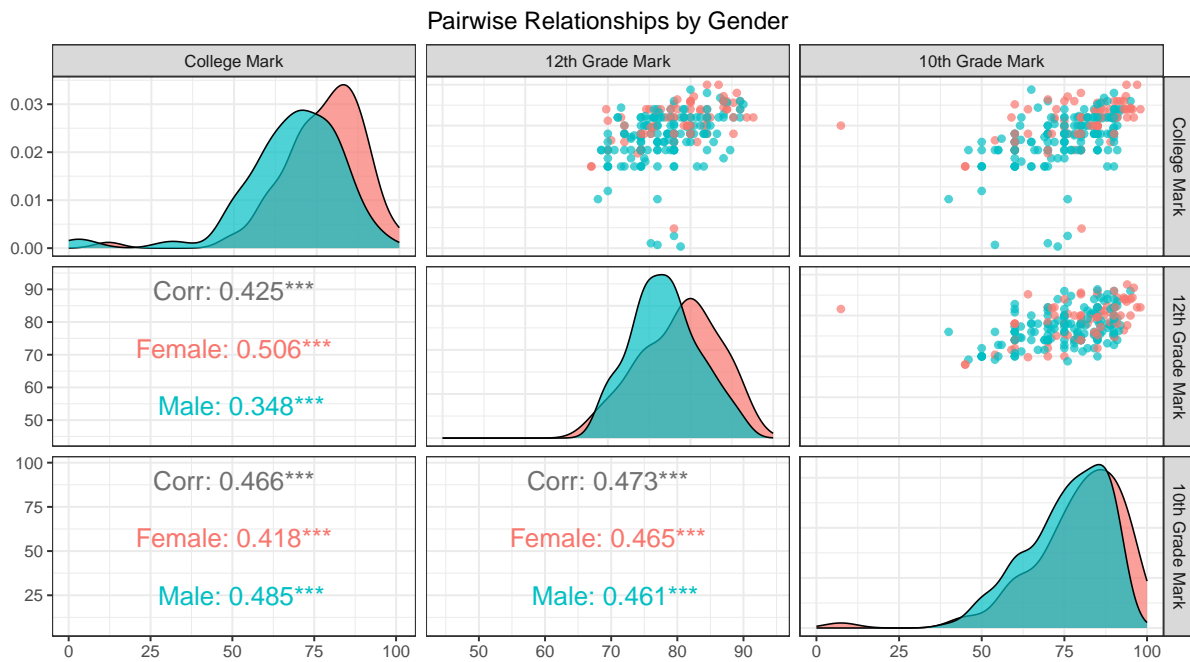 Pairwise Relationships by Gender
College Mark
12th Grade Mark
10th Grade Mark
0.03
0.02
0.01
0.00
College Mark
90
80
70
60
50
Corr: 0.425***
Female: 0.506***
Male: 0.348***
12th Grade Mark
100
75
50
25
Corr: 0.466***
Female: 0.418***
Male: 0.485***
Corr: 0.473***
Female: 0.465***
Male: 0.461***
10th Grade Mark
0 25 50 75 100
50 60 70 80 90
0 25 50 75 100